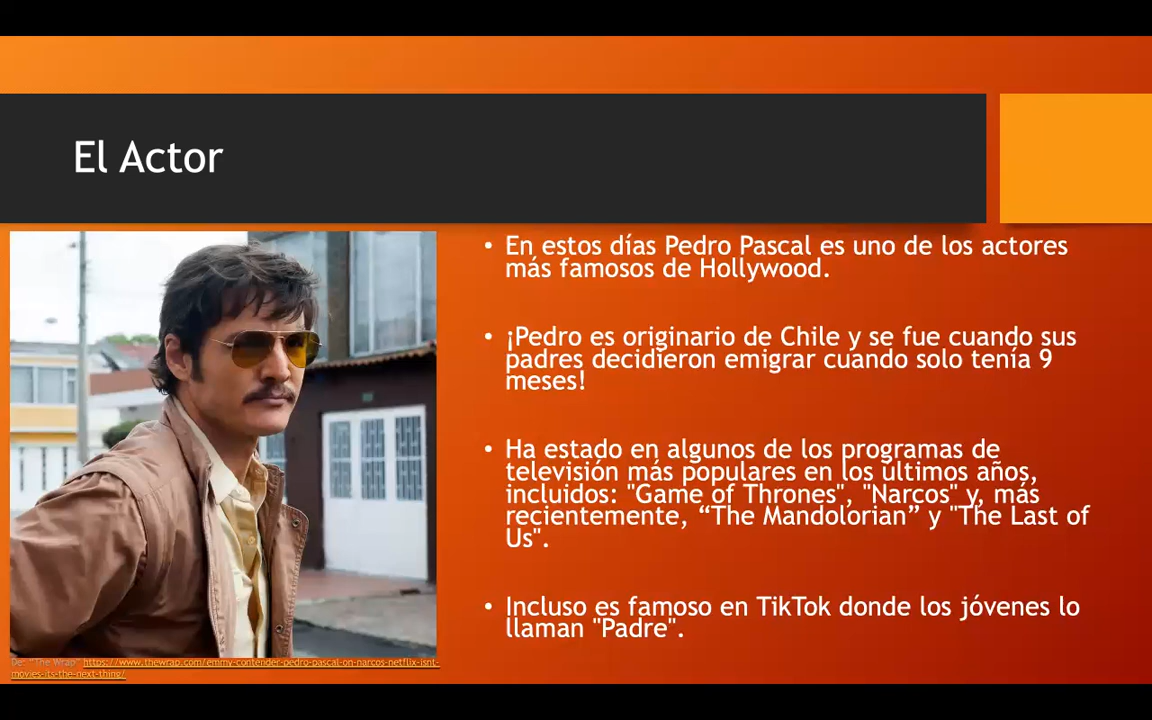 El Actor
• En estos días Pedro Pascal es uno de los actores
más famosos de Hollywood.
• ¡Pedro es originario de Chile y se fue cuando sus
padres decidieron emigrar cuando solo tenía 9
meses!
• Ha estado en algunos de los programas de
televisión más populares en los últimos años,
incluidos: "Game of Thrones", "Narcos" y, más
recientemente, “The Mandolorian” y "The Last of
Us".
• Incluso es famoso en TikTok donde los jóvenes lo
llaman "Padre".
De: “The Wrap” https://www.thewrap.com/emmy-contender-pedro-pascal-on-narcos-netflix-isnt-
movies-its-the-next-thing/